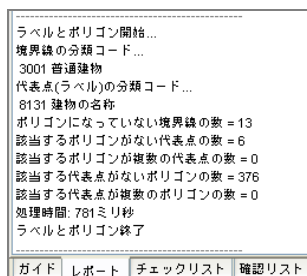 ラベルとポリゴン開始...
境界線の分類コード...
3001 普通建物
代表点(ラベル)の分類コード...
8131 建物の名称
ポリゴンになっていない境界線の数 = 13
該当するポリゴンがない代表点の数 = 6
該当するポリゴンが複数の代表点の数 = 0
該当する代表点がないポリゴンの数 = 376
該当する代表点が複数のポリゴンの数 = 0
処理時間: 781ミリ秒
ラベルとポリゴン終了
ガイド レポート チェックリスト 確認リスト